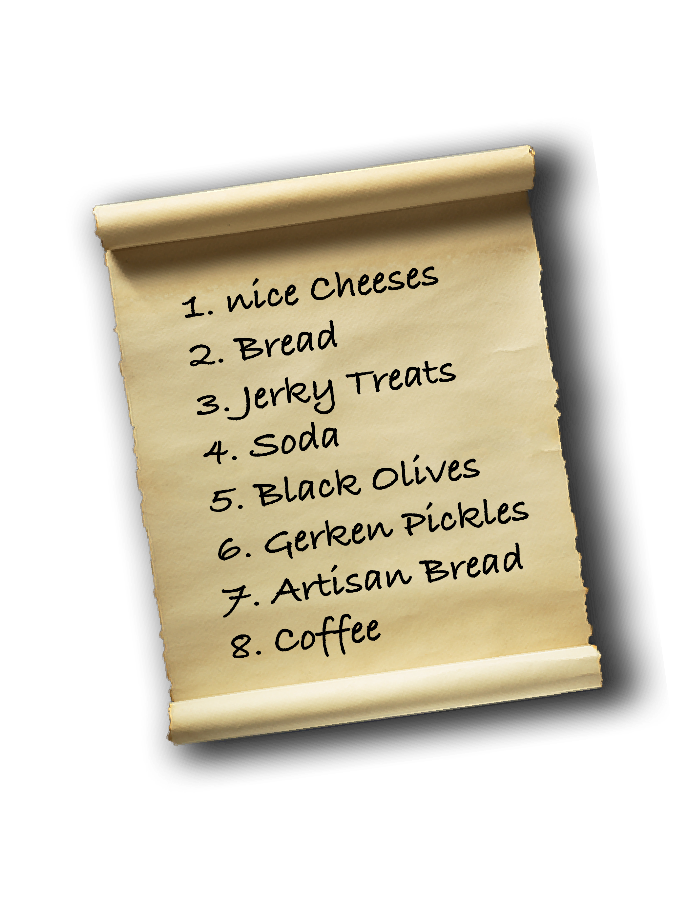 1. nice Cheeses
2. Bread
3. Jerky Treats
4. Soda
5. Black Olives
6. Gerken Pickles
7. Artisan Bread
8. Coffee